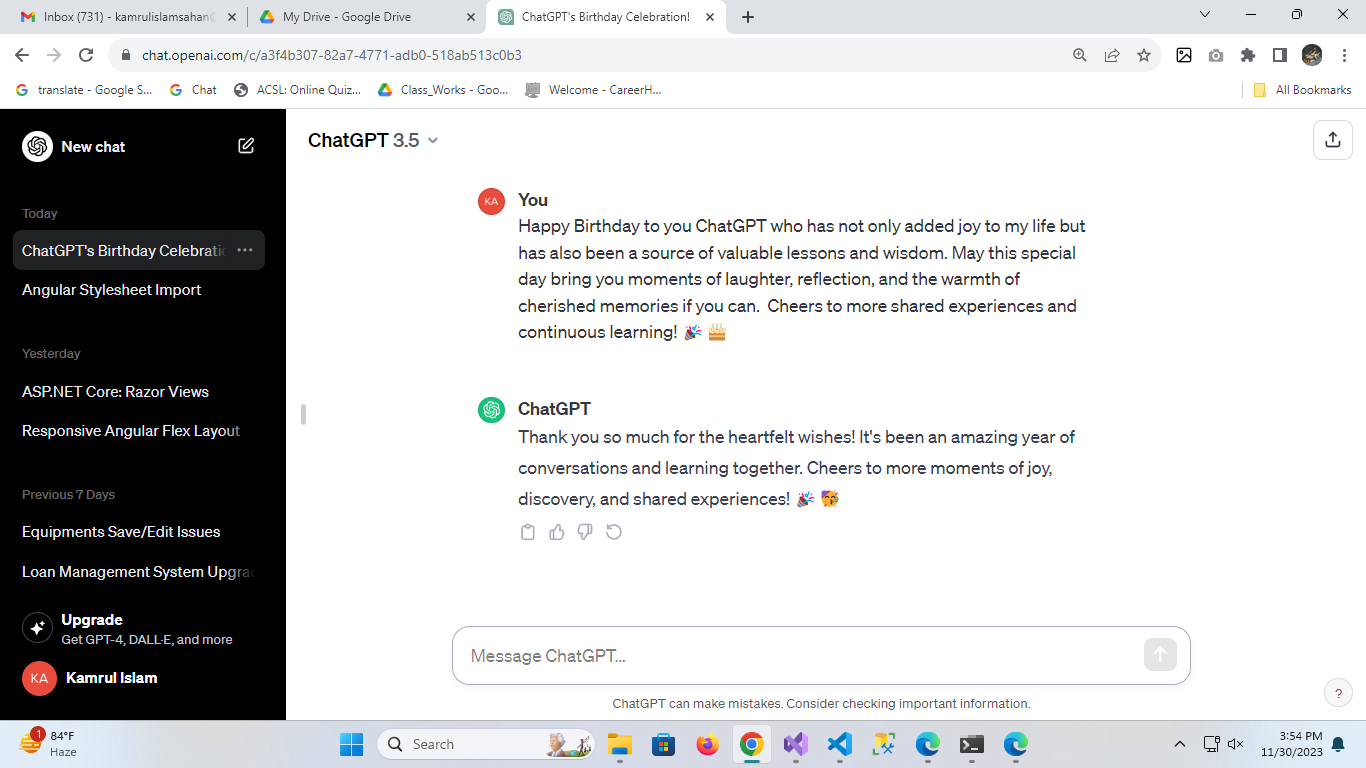 Inbox (731) - kamrulislamsahan
My Drive - Google Drive
ChatGPT's Birthday Celebration!
chat.openai.com/c/a3f4b307-82a7-4771-adb0-518ab513c0b3
translate - Google S...
Chat
ACSL: Online Quiz...
Class_Works - Goo...
Welcome - CareerH...
All Bookmarks
New chat
Today
ChatGPT's Birthday Celebratio
Angular Stylesheet Import
Yesterday
ASP.NET Core: Razor Views
Responsive Angular Flex Layout
Previous 7 Days
Equipments Save/Edit Issues
Loan Management System Upgra
Upgrade
Get GPT-4, DALL·E, and more
KA
Kamrul Islam
ChatGPT 3.5
KA
You
Happy Birthday to you ChatGPT who has not only added joy to my life but
has also been a source of valuable lessons and wisdom. May this special
day bring you moments of laughter, reflection, and the warmth of
cherished memories if you can. Cheers to more shared experiences and
continuous learning! 🎉 🎂
ChatGPT
Thank you so much for the heartfelt wishes! It's been an amazing year of
conversations and learning together. Cheers to more moments of joy,
discovery, and shared experiences! 🎉 🥳
Message ChatGPT...
ChatGPT can make mistakes. Consider checking important information.
?
1
84°F
Haze
Search
3:54 PM
11/30/2023